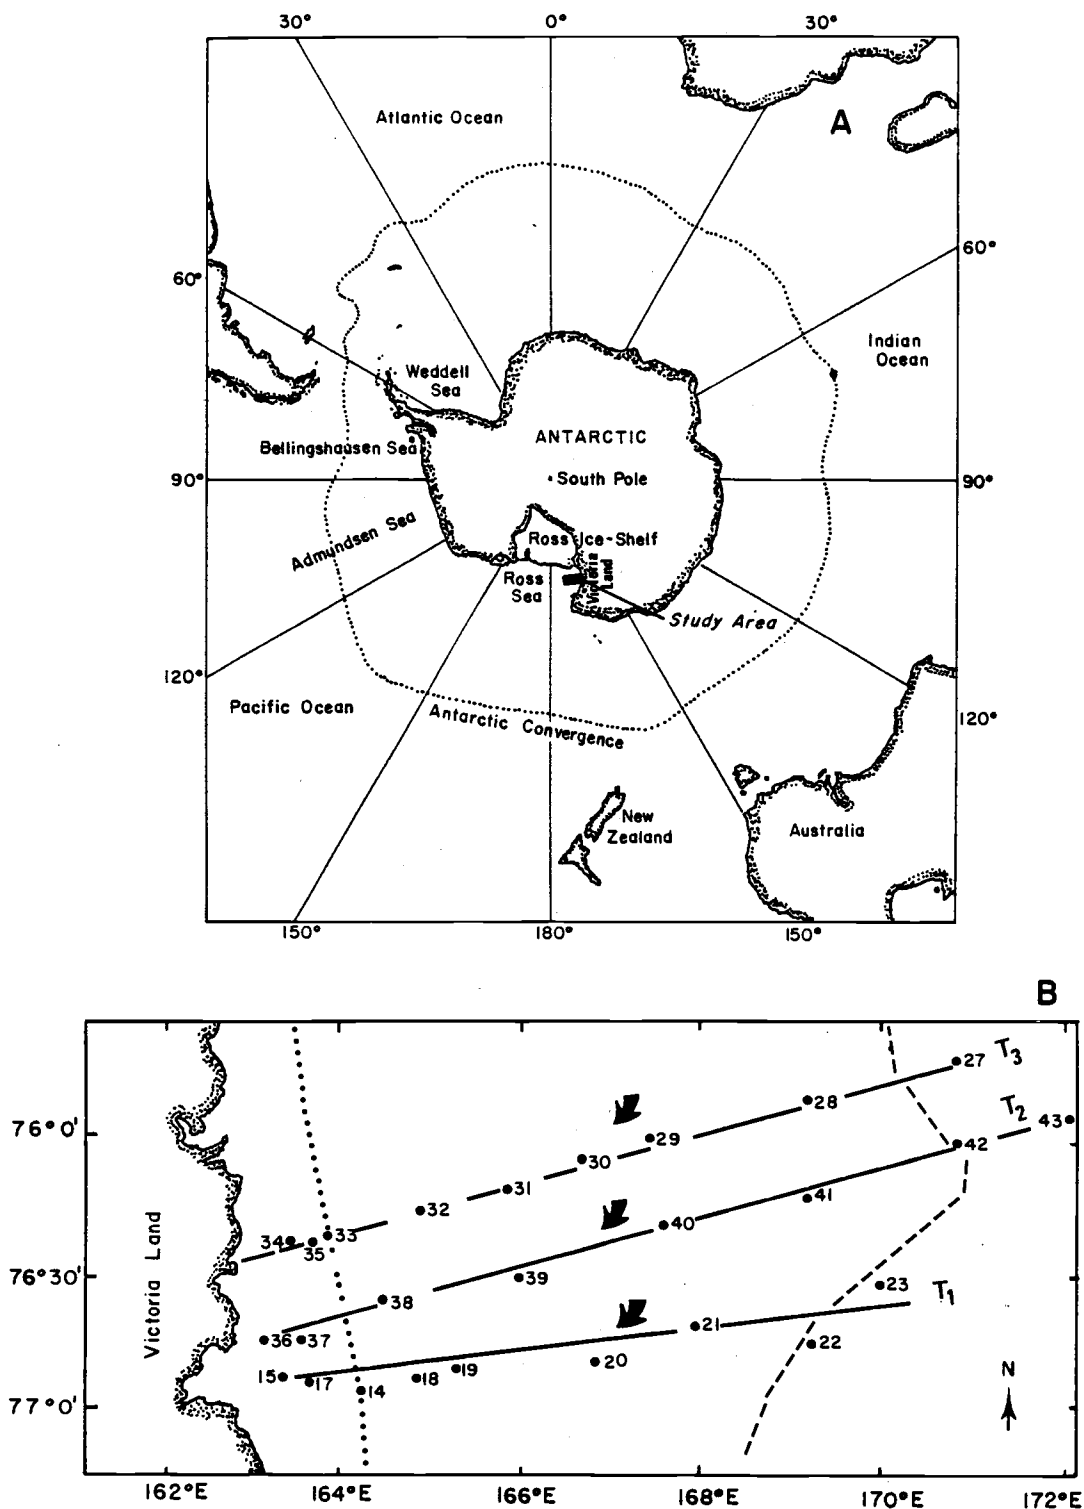 30° 0° 30°
Atlantic Ocean
A
60°
60°
Indian
Ocean
Weddell
Sea
ANTARCTIC
Bellingshausen Sea
90°
South Pole
90°
Admundsen Sea
Ross Ice-Shelf
Ross
Sea
Victoria
Land
Study Area
120°
Pacific Ocean
Antarctic Convergence
120°
New
Zealand
Australia
150° 180° 150°
B
27 T3
28
T2
43
76°0'
29
42
30
31
41
32
40
34 35 33
76°30'
39
23
38
T1
36 37
21
22
20
15 17 14 18 19
77°0'
N
Victoria Land
162°E 164°E 166°E 168°E 170°E 172°E